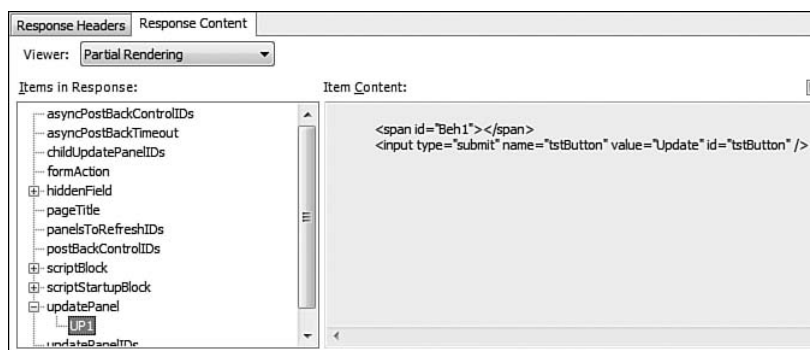 Response Headers Response Content
Viewer: Partial Rendering
Items in Response:
asyncPostBackControlIDs
asyncPostBackTimeout
childUpdatePanelIDs
formAction
hiddenField
pageTitle
panelsToRefreshIDs
postBackControlIDs
scriptBlock
scriptStartupBlock
updatePanel
UP1
updatePanelIDs
Item Content:
<span id="Beh1"></span>
<input type="submit" name="tstButton" value="Update" id="tstButton" />